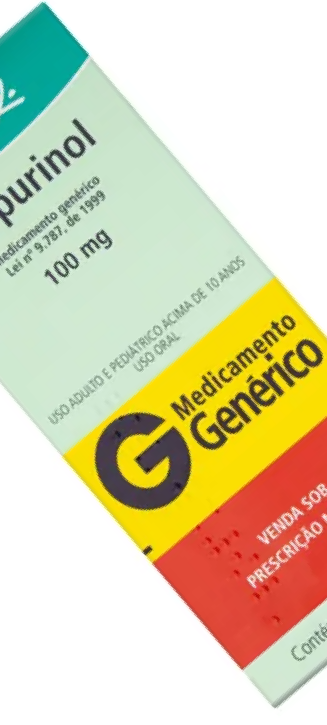 purinol
medicamento genérico
Lei nº 9.787, de 1999
100 mg
USO ADULTO E PEDIÁTRICO ACIMA DE 10 ANOS
USO ORAL
G
Medicamento
Genérico
VENDA SOB
PRESCRIÇÃO